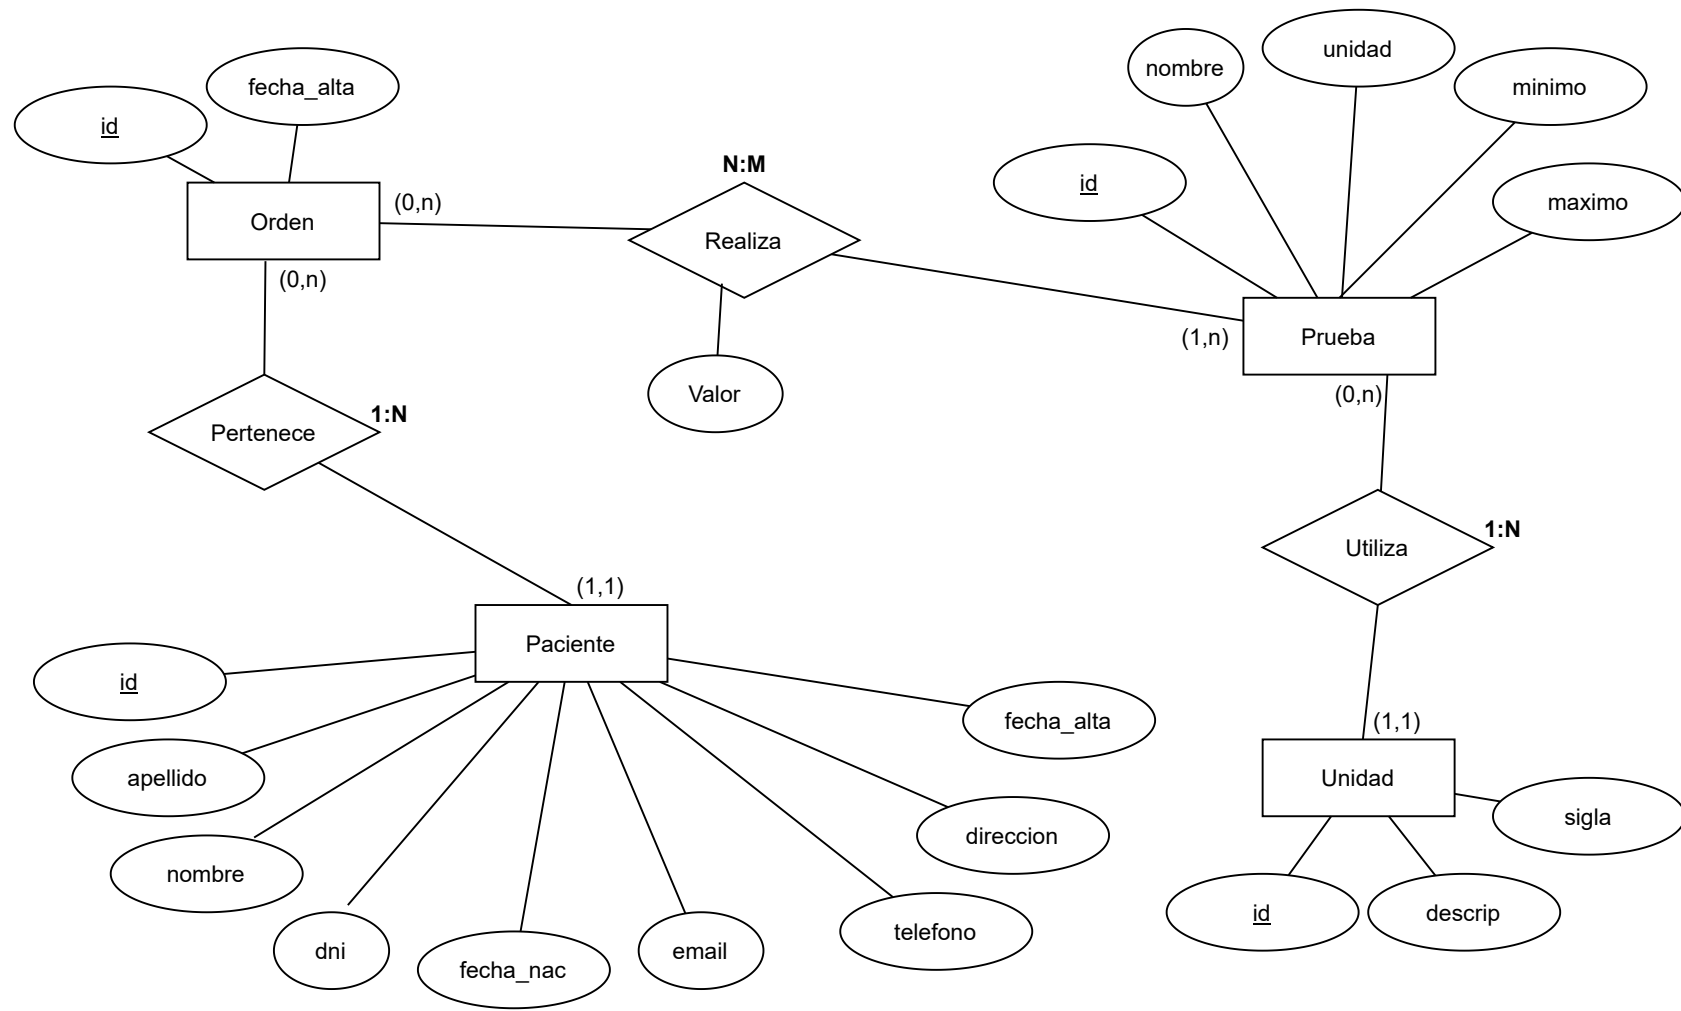 unidad
nombre
fecha_alta
minimo
id
N:M
id
maximo
(0,n)
Orden
Realiza
(0,n)
(1,n)
Prueba
Valor
(0,n)
1:N
Pertenece
1:N
Utiliza
(1,1)
Paciente
id
fecha_alta
(1,1)
apellido
Unidad
sigla
direccion
nombre
id
descrip
telefono
dni
email
fecha_nac